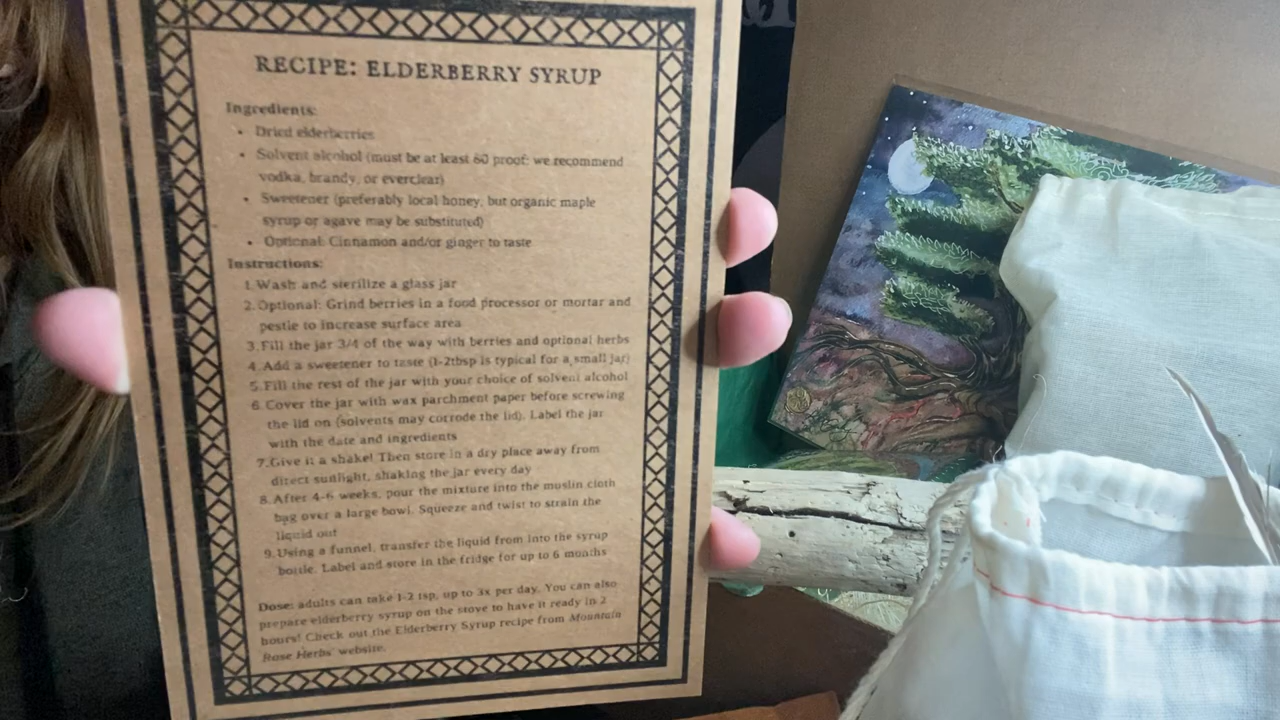 RECIPE: ELDERBERRY SYRUP
Ingredients:
• Dried elderberries
• Solvent alcohol (must be at least 60 proof: we recommend
vodka, brandy, or everclear)
• Sweetener (preferably local honey, but organic maple
syrup or agave may be substituted)
• Optional: Cinnamon and/or ginger to taste
Instructions:
1. Wash and sterilize a glass jar
2. Optional: Grind berries in a food processor or mortar and
pestle to increase surface area
3. Fill the jar 3/4 of the way with berries and optional herbs
4. Add a sweetener to taste (1-2tbsp is typical for a small jar)
5. Fill the rest of the jar with your choice of solvent alcohol
6. Cover the jar with wax parchment paper before screwing
the lid on (solvents may corrode the lid). Label the jar
with the date and ingredients
7. Give it a shake! Then store in a dry place away from
direct sunlight, shaking the jar every day
8. After 4-6 weeks, pour the mixture into the muslin cloth
bag over a large bowl. Squeeze and twist to strain the
liquid out
9. Using a funnel, transfer the liquid from into the syrup
bottle. Label and store in the fridge for up to 6 months
Dose: adults can take 1-2 tsp, up to 3x per day. You can also
prepare elderberry syrup on the stove to have it ready in 2
hours! Check out the Elderberry Syrup recipe from Mountain
Rose Herbs' website.